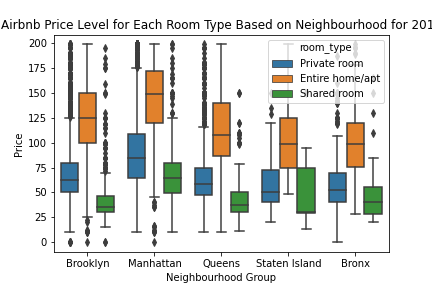 Airbnb Price Level for Each Room Type Based on Neighbourhood for 201
200
175
150
125
100
75
50
25
0
Price
room_type
Private room
Entire home/apt
Shared room
Brooklyn
Manhattan
Queens
Staten Island
Bronx
Neighbourhood Group